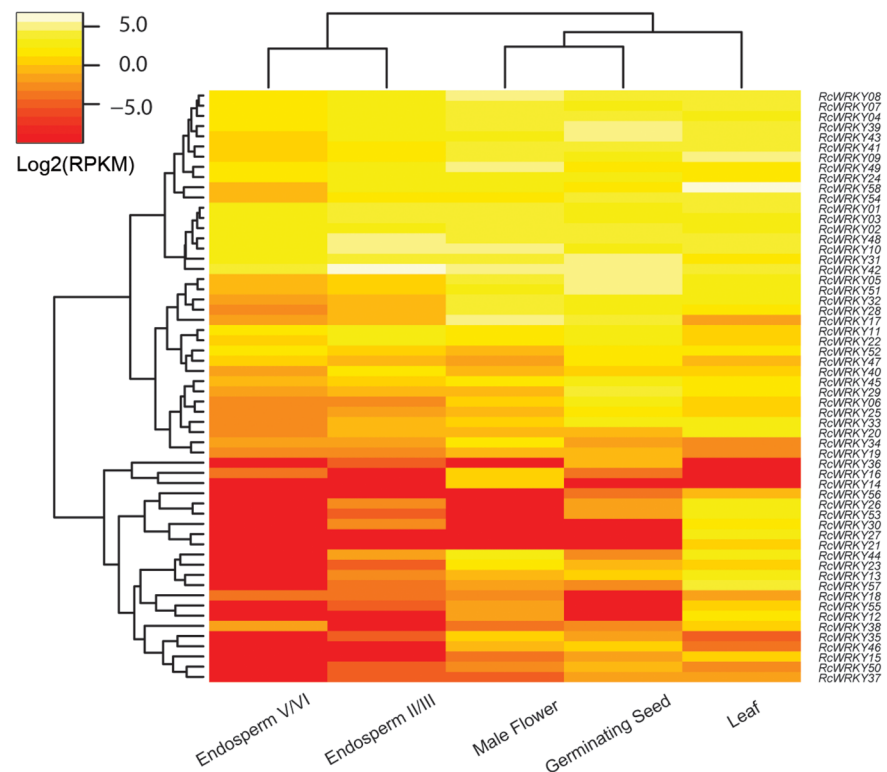 5.0
0.0
−5.0
Log2(RPKM)
RcWRKY08
RcWRKY07
RcWRKY04
RcWRKY39
RcWRKY43
RcWRKY41
RcWRKY09
RcWRKY49
RcWRKY24
RcWRKY58
RcWRKY54
RcWRKY01
RcWRKY03
RcWRKY02
RcWRKY48
RcWRKY10
RcWRKY31
RcWRKY42
RcWRKY05
RcWRKY51
RcWRKY32
RcWRKY28
RcWRKY17
RcWRKY11
RcWRKY22
RcWRKY52
RcWRKY47
RcWRKY40
RcWRKY45
RcWRKY29
RcWRKY06
RcWRKY25
RcWRKY33
RcWRKY20
RcWRKY34
RcWRKY19
RcWRKY36
RcWRKY16
RcWRKY14
RcWRKY56
RcWRKY26
RcWRKY53
RcWRKY30
RcWRKY27
RcWRKY21
RcWRKY44
RcWRKY23
RcWRKY13
RcWRKY57
RcWRKY18
RcWRKY55
RcWRKY12
RcWRKY38
RcWRKY35
RcWRKY46
RcWRKY15
RcWRKY50
RcWRKY37
Endosperm V/VI
Endosperm II/III
Male Flower
Germinating Seed
Leaf